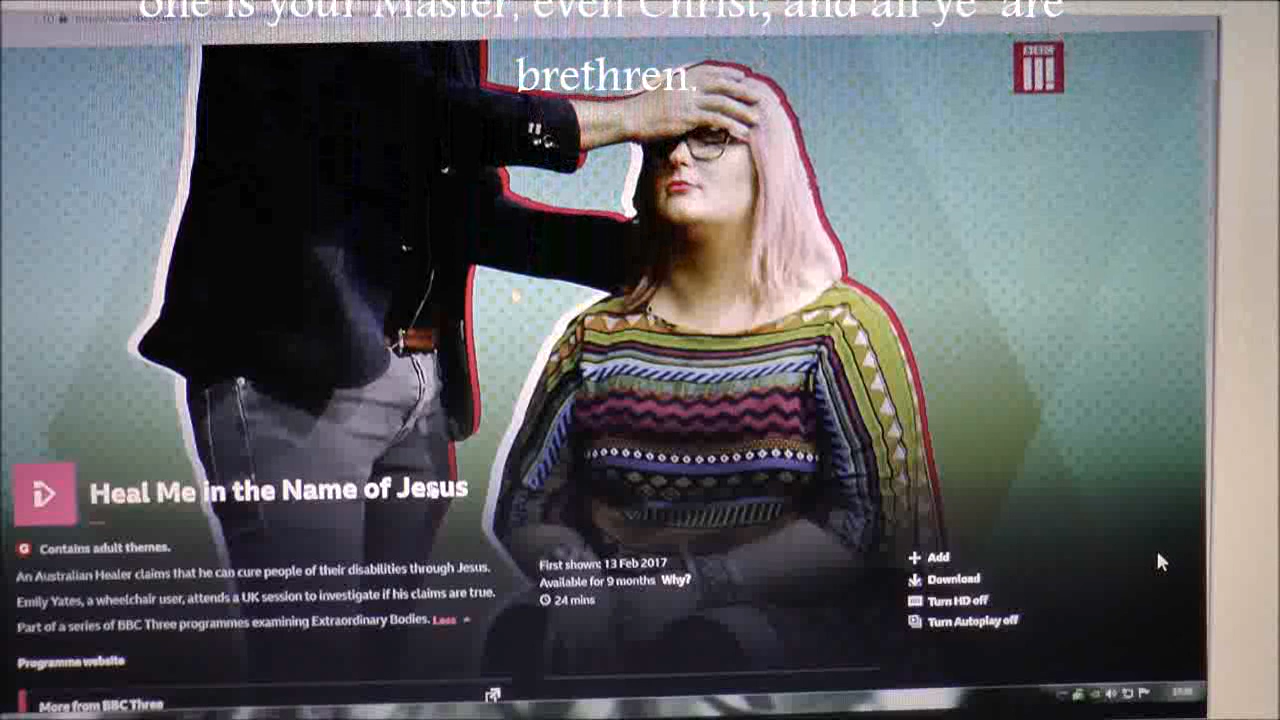 one is your Master, even Christ; and all ye are
brethren.
BBC
Heal Me in the Name of Jesus
G Contains adult themes.
An Australian Healer claims that he can cure people of their disabilities through Jesus.
Emily Yates, a wheelchair user, attends a UK session to investigate if his claims are true.
Part of a series of BBC Three programmes examining Extraordinary Bodies. Less
First shown: 13 Feb 2017
Available for 9 months Why?
24 mins
Add
Download
Turn HD off
Turn Autoplay off
Programme website
More from BBC Three